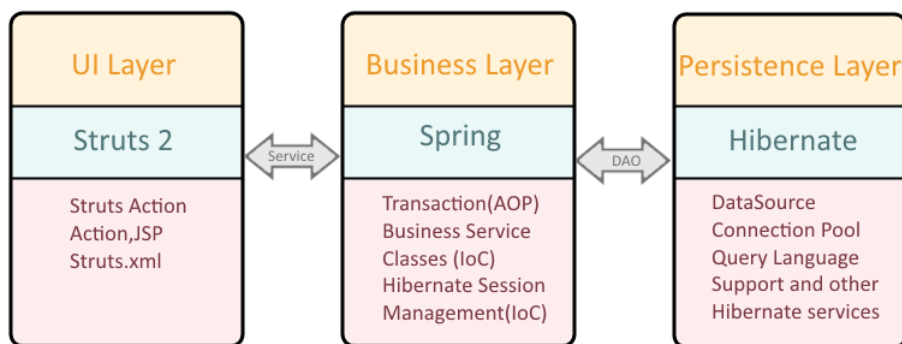 UI Layer
Struts 2
Struts Action
Action,JSP
Struts.xml
Service
Business Layer
Spring
Transaction(AOP)
Business Service
Classes (IoC)
Hibernate Session
Management(IoC)
DAO
Persistence Layer
Hibernate
DataSource
Connection Pool
Query Language
Support and other
Hibernate services